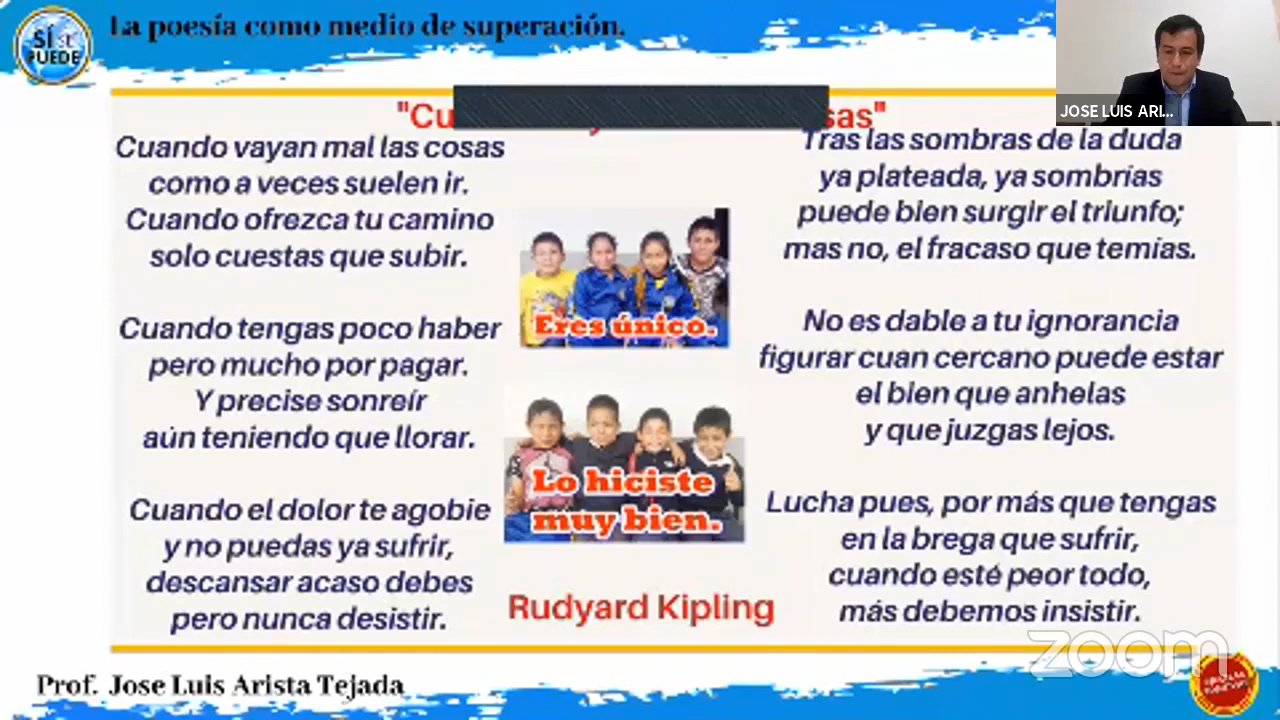 La poesía como medio de superación.
SÍ se
PUEDE
JOSE LUIS ARI...
"Cu sas"
Cuando vayan mal las cosas
como a veces suelen ir.
Cuando ofrezca tu camino
solo cuestas que subir.
Cuando tengas poco haber
pero mucho por pagar.
Y precise sonreír
aún teniendo que llorar.
Cuando el dolor te agobie
y no puedas ya sufrir,
descansar acaso debes
pero nunca desistir.
Eres único.
Lo hiciste
muy bien.
Rudyard Kipling
Tras las sombras de la duda
ya plateada, ya sombrías
puede bien surgir el triunfo;
mas no, el fracaso que temías.
No es dable a tu ignorancia
figurar cuan cercano puede estar
el bien que anhelas
y que juzgas lejos.
Lucha pues, por más que tengas
en la brega que sufrir,
cuando esté peor todo,
más debemos insistir.
zoom
Prof. Jose Luis Arista Tejada